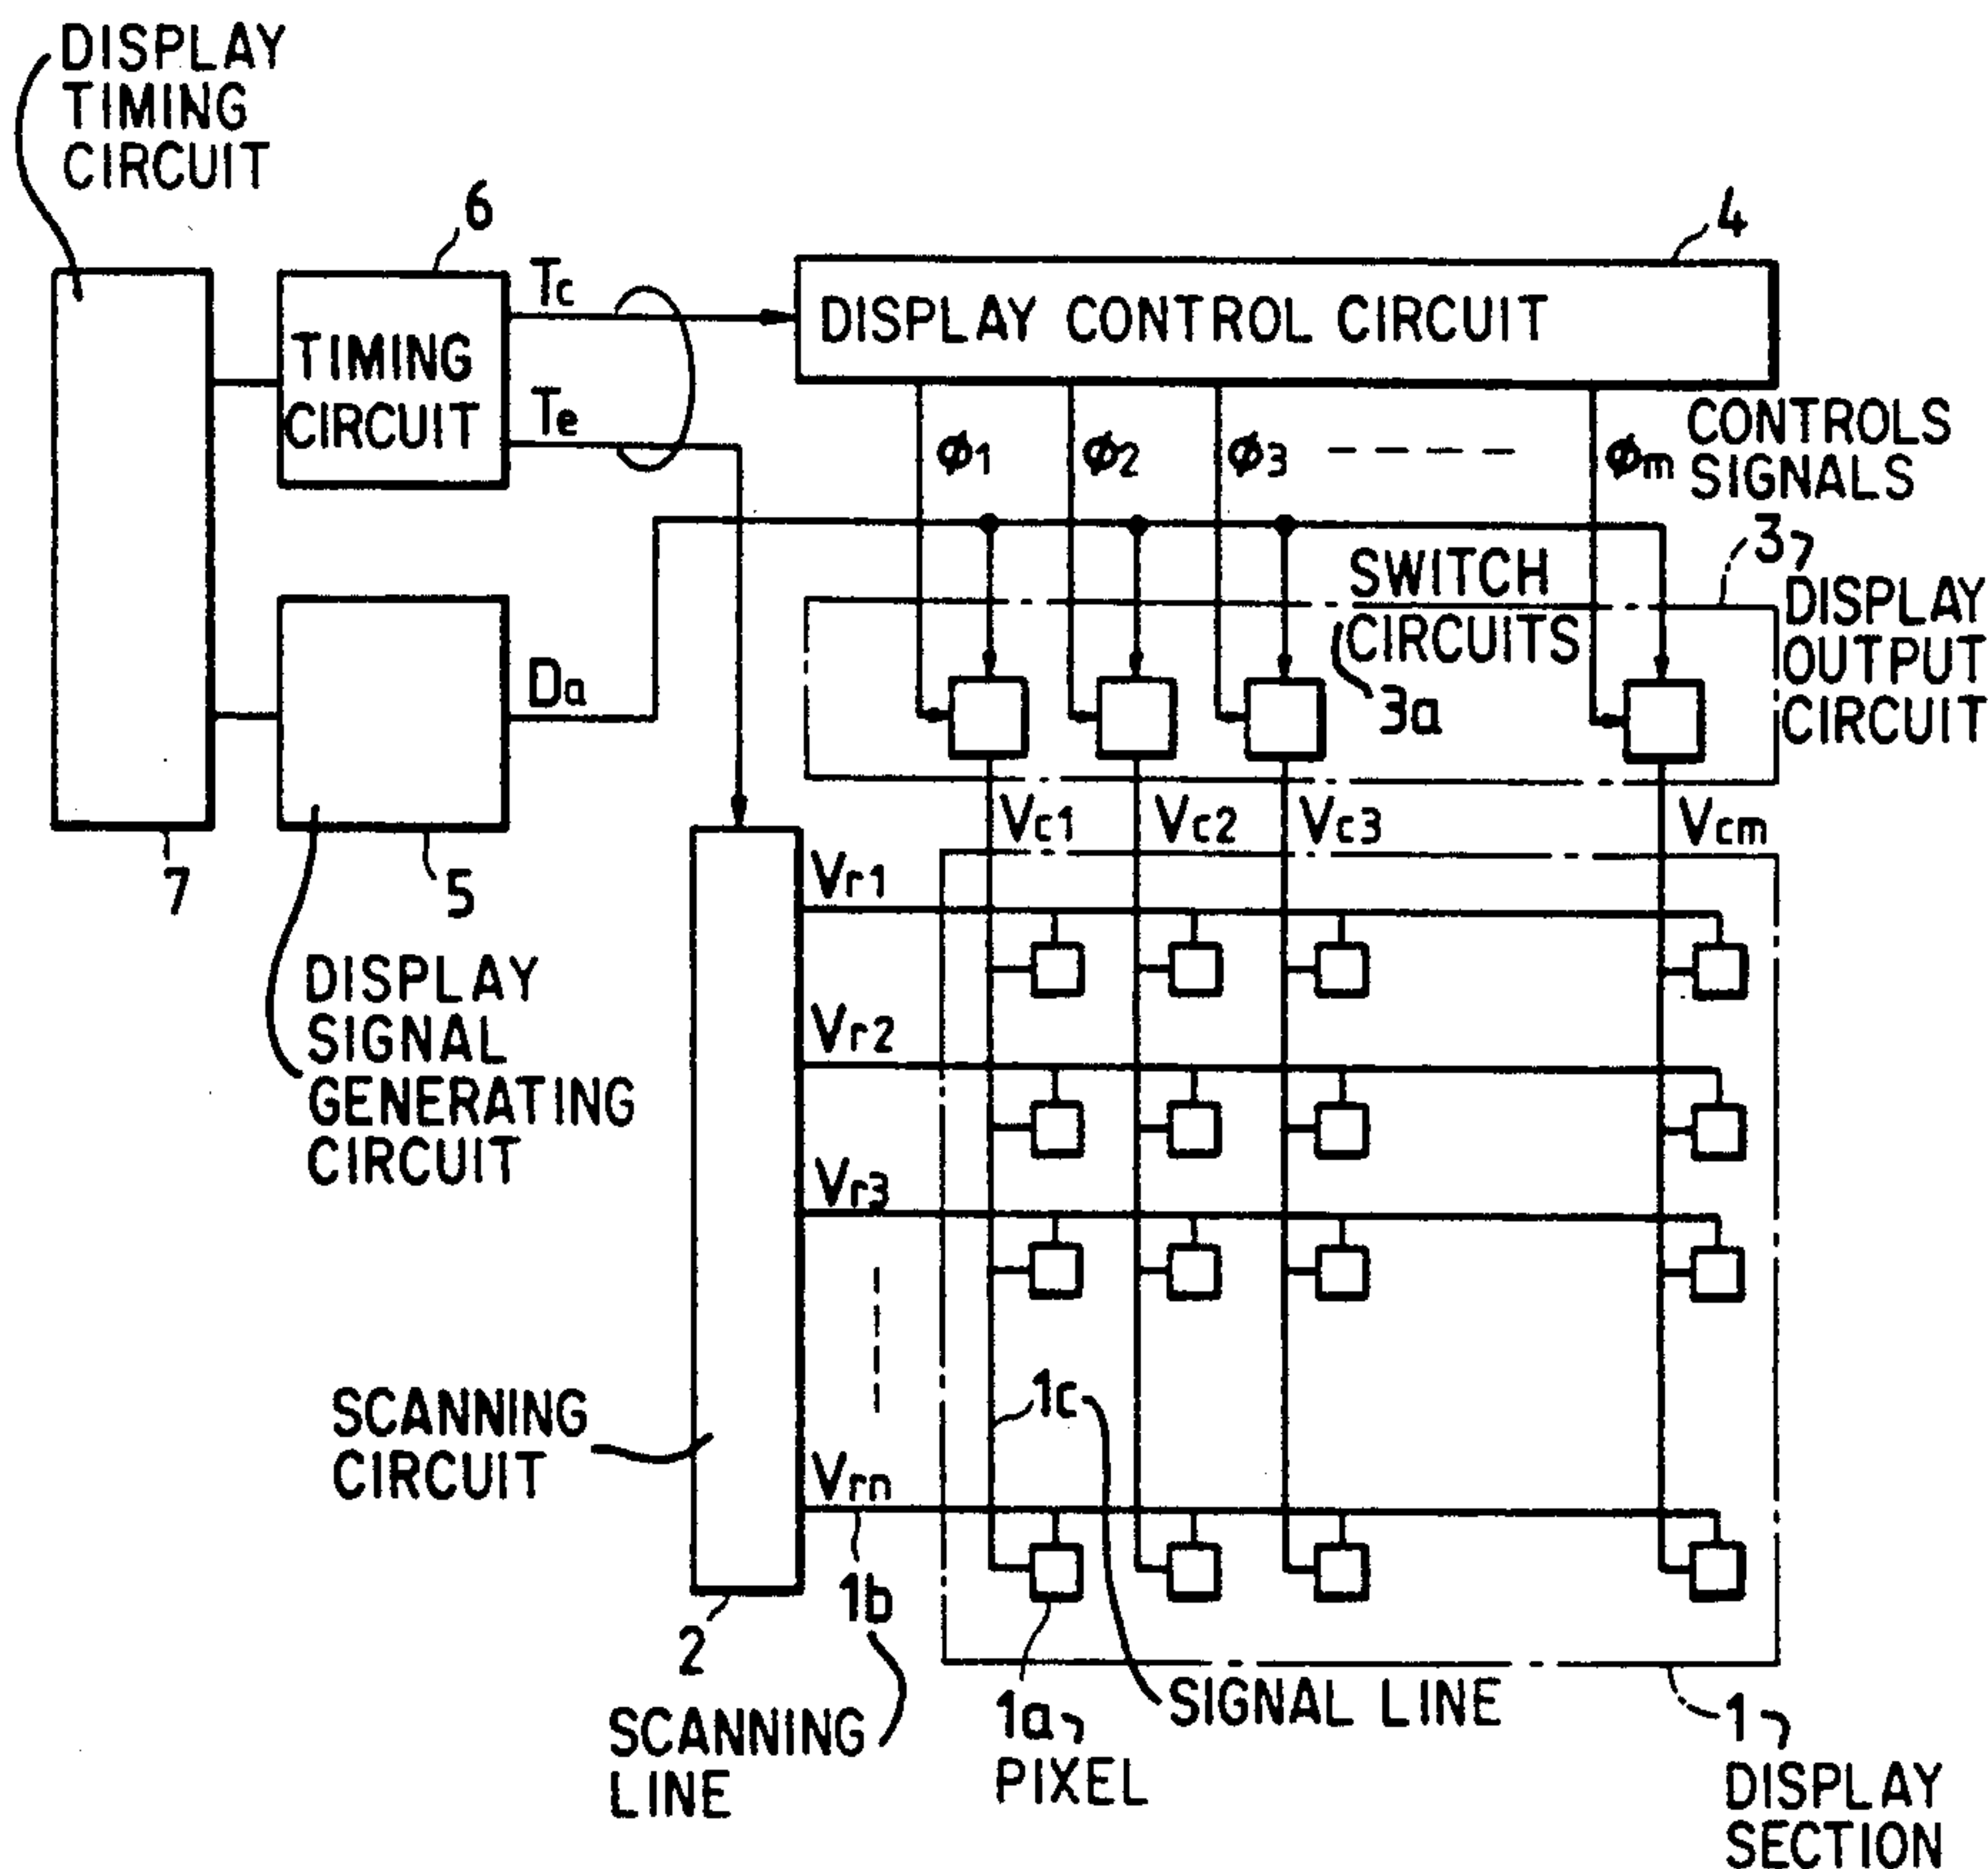 DISPLAY
TIMING
CIRCUIT
6
4
Tc
DISPLAY CONTROL CIRCUIT
TIMING
CIRCUIT
Te
ϕ1
ϕ2
ϕ3
ϕm
CONTROLS
SIGNALS
3
SWITCH
CIRCUITS
3a
DISPLAY
OUTPUT
CIRCUIT
Da
Vc1
Vc2
Vc3
Vcm
7
5
Vr1
DISPLAY
SIGNAL
GENERATING
CIRCUIT
Vr2
Vr3
1c
SCANNING
CIRCUIT
Vrn
1b
2
SCANNING
LINE
1a
PIXEL
SIGNAL LINE
1
DISPLAY
SECTION